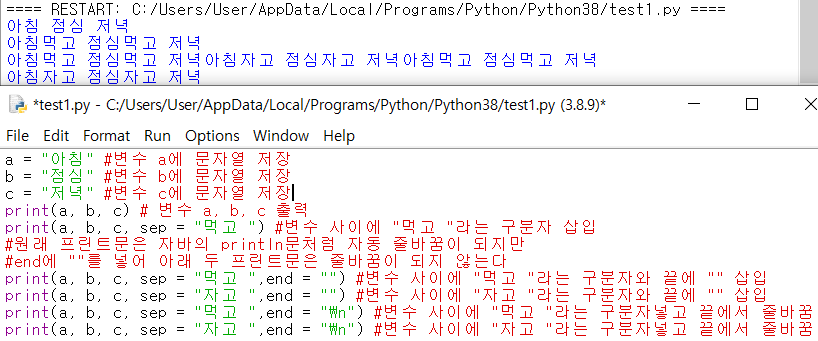 ==== RESTART: C:/Users/User/AppData/Local/Programs/Python/Python38/test1.py ====
아침 점심 저녁
아침먹고 점심먹고 저녁
아침먹고 점심먹고 저녁아침자고 점심자고 저녁아침먹고 점심먹고 저녁
아침자고 점심자고 저녁
*test1.py - C:/Users/User/AppData/Local/Programs/Python/Python38/test1.py (3.8.9)*
File Edit Format Run Options Window Help
a = "아침" #변수 a에 문자열 저장
b = "점심" #변수 b에 문자열 저장
c = "저녁" #변수 c에 문자열 저장
print(a, b, c) # 변수 a, b, c 출력
print(a, b, c, sep = "먹고 ") #변수 사이에 "먹고 "라는 구분자 삽입
#원래 프린트문은 자바의 println문처럼 자동 줄바꿈이 되지만
#end에 ""를 넣어 아래 두 프린트문은 줄바꿈이 되지 않는다
print(a, b, c, sep = "먹고 ",end = "") #변수 사이에 "먹고 "라는 구분자와 끝에 "" 삽입
print(a, b, c, sep = "자고 ",end = "") #변수 사이에 "자고 "라는 구분자와 끝에 "" 삽입
print(a, b, c, sep = "먹고 ",end = "₩n") #변수 사이에 "먹고 "라는 구분자넣고 끝에서 줄바꿈
print(a, b, c, sep = "자고 ",end = "₩n") #변수 사이에 "자고 "라는 구분자넣고 끝에서 줄바꿈